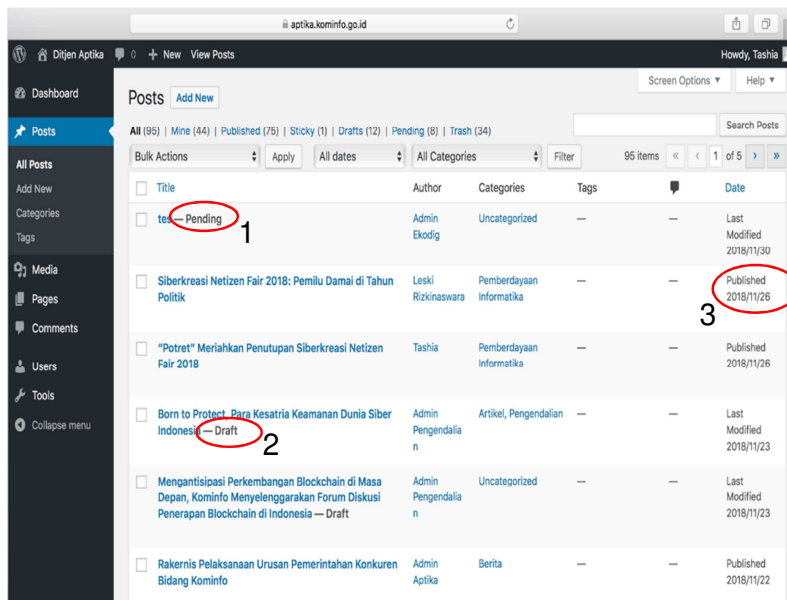 aptika.kominfo.go.id
Ditjen Aptika 0 + New View Posts Howdy, Tashia
Dashboard
Posts
All Posts
Add New
Categories
Tags
Media
Pages
Comments
Users
Tools
Collapse menu
Screen Options ▼ Help ▼
Posts Add New
All (95) | Mine (44) | Published (75) | Sticky (1) | Drafts (12) | Pending (8) | Trash (34)
Search Posts
Bulk Actions Apply All dates All Categories Filter 95 items « ‹ 1 of 5 › »
Title Author Categories Tags Date
tes — Pending
1
Admin
Ekodig
Uncategorized
—
—
Last
Modified
2018/11/30
Siberkreasi Netizen Fair 2018: Pemilu Damai di Tahun
Politik
Leski
Rizkinaswara
Pemberdayaan
Informatika
—
—
Published
2018/11/26
3
“Potret” Meriahkan Penutupan Siberkreasi Netizen
Fair 2018
Tashia
Pemberdayaan
Informatika
—
—
Published
2018/11/26
Born to Protect, Para Kesatria Keamanan Dunia Siber
Indonesia — Draft
2
Admin
Pengendalia
n
Artikel, Pengendalian
—
—
Last
Modified
2018/11/23
Mengantisipasi Perkembangan Blockchain di Masa
Depan, Kominfo Menyelenggarakan Forum Diskusi
Penerapan Blockchain di Indonesia — Draft
Admin
Pengendalia
n
Uncategorized
—
—
Last
Modified
2018/11/23
Rakernis Pelaksanaan Urusan Pemerintahan Konkuren
Bidang Kominfo
Admin
Aptika
Berita
—
—
Published
2018/11/22